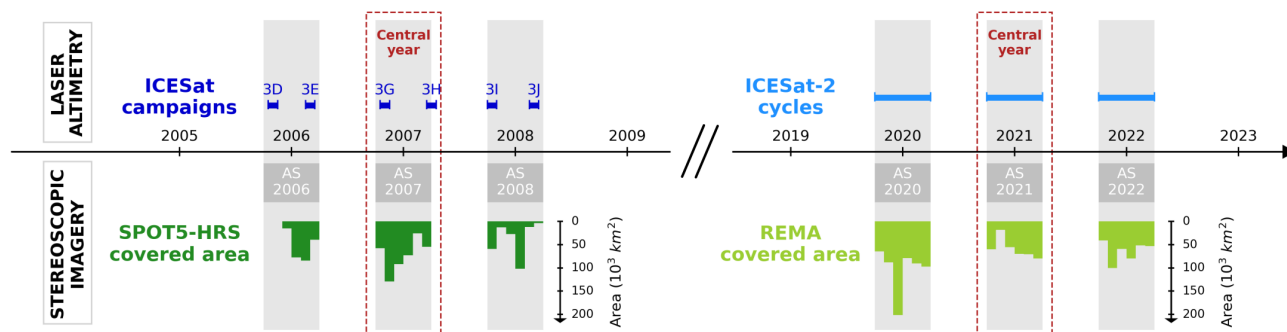 LASER
ALTIMETRY
ICESat
campaigns
3D
3E
Central
year
3G
3H
3I
3J
ICESat-2
cycles
Central
year
2005
2006
2007
2008
2009
2019
2020
2021
2022
2023
STEREOSCOPIC
IMAGERY
AS
2006
AS
2007
AS
2008
AS
2020
AS
2021
AS
2022
SPOT5-HRS
covered area
0
50
100
150
200
Area (10³ km²)
REMA
covered area
0
50
100
150
200
Area (10³ km²)